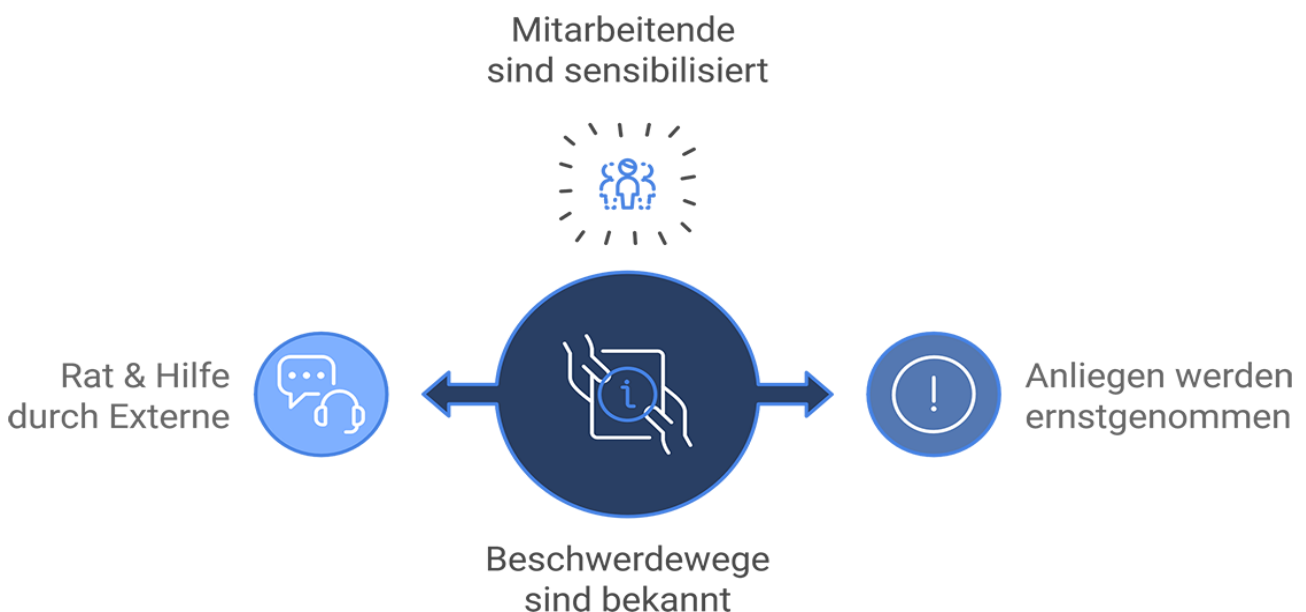 Mitarbeitende
sind sensibilisiert
Rat & Hilfe
durch Externe
i
!
Anliegen werden
ernstgenommen
Beschwerdewege
sind bekannt